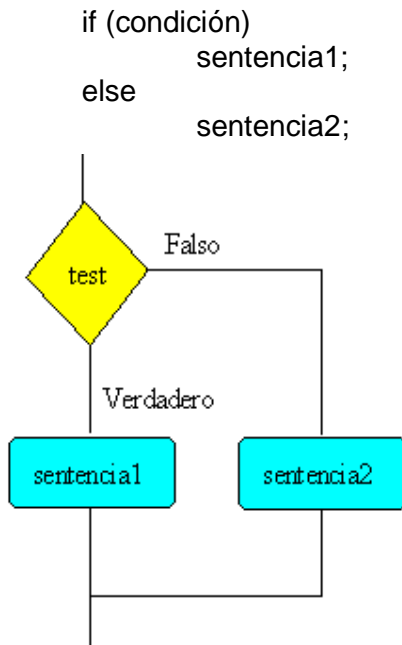 if (condición)
sentencia1;
else
sentencia2;
Falso
test
Verdadero
sentencia1
sentencia2